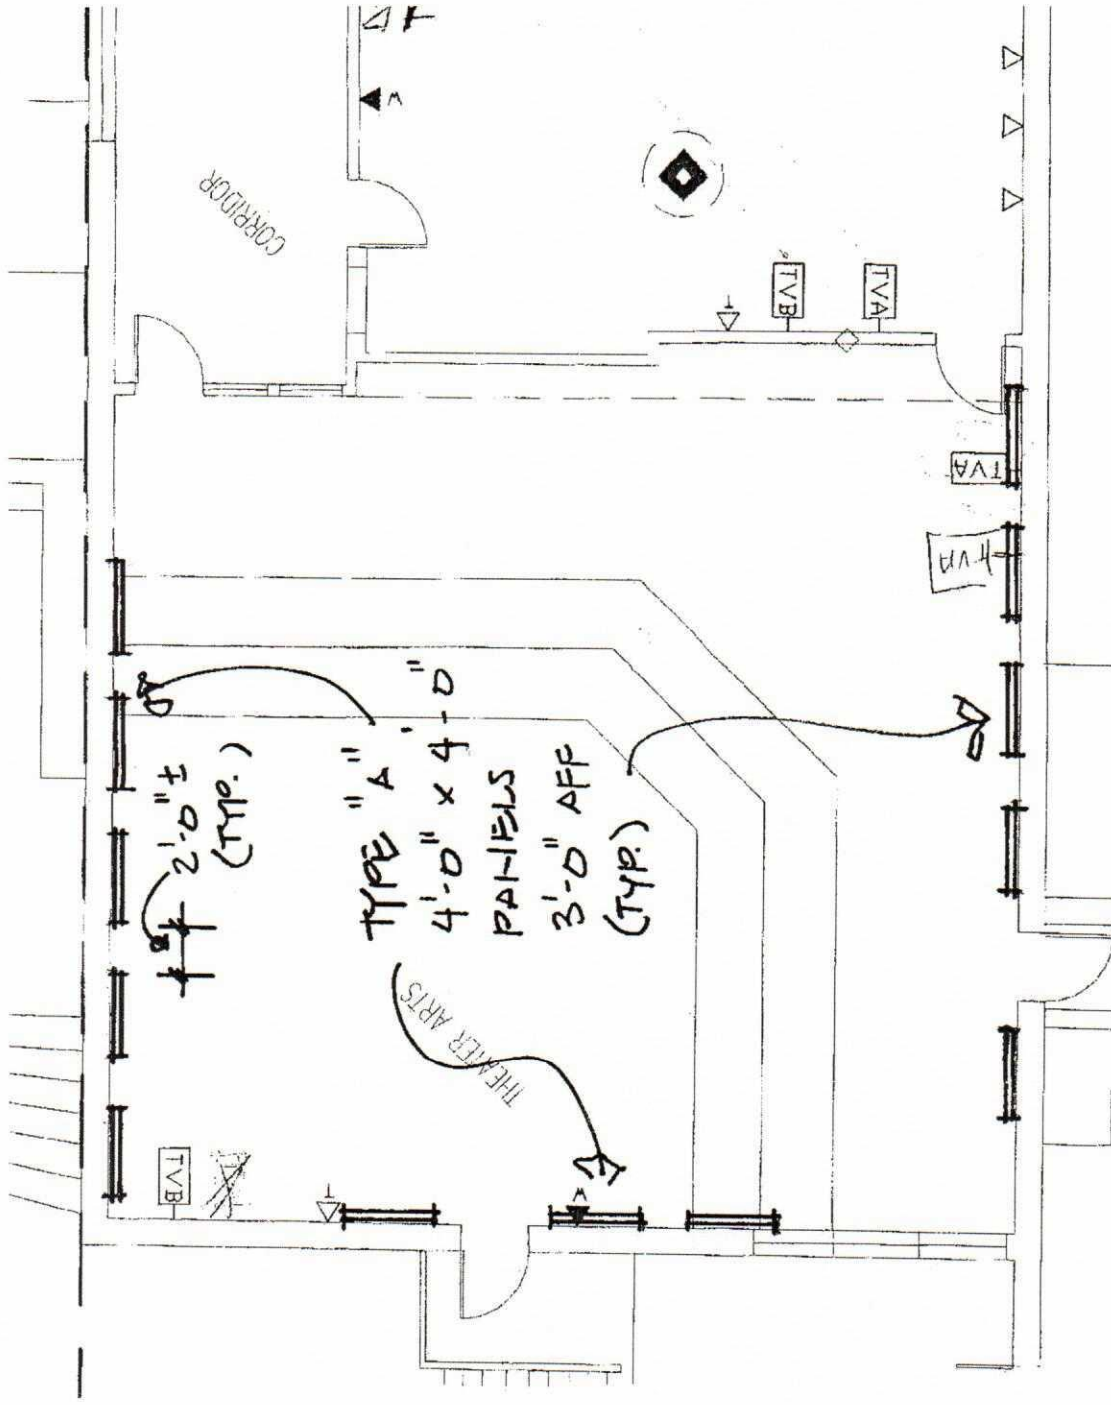 CORRIDOR
W
TVB
TVA
T
TVA
TVA
TYPE "A"
4'-0" x 4'-0"
PANELS
3'-0" AFF
(TYP.)
2'-0" ±
(TYP.)
THEATER ARTS
TVB
T
W